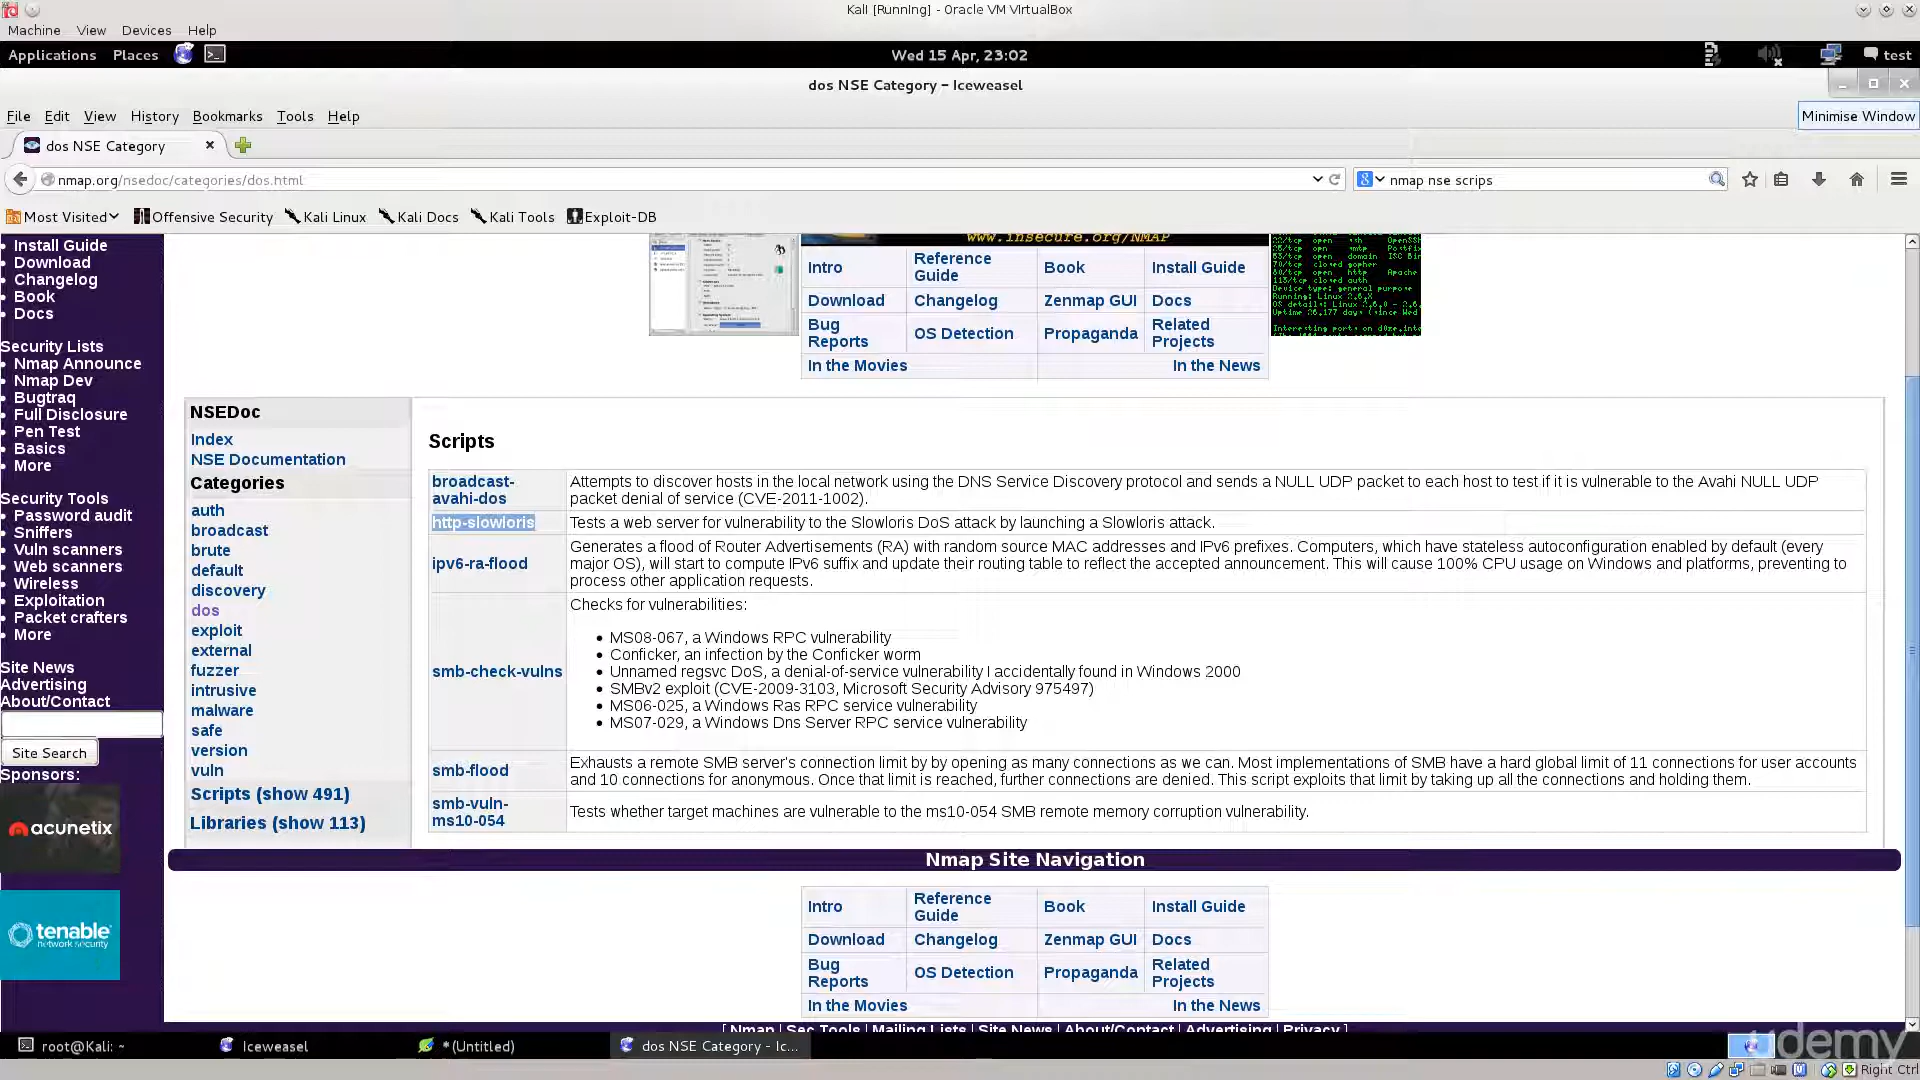 Kali [Running] - Oracle VM VirtualBox
Machine View Devices Help
Applications Places Wed 15 Apr, 23:02 test
dos NSE Category - Iceweasel
File Edit View History Bookmarks Tools Help
Minimise Window
dos NSE Category
nmap.org/nsedoc/categories/dos.html
nmap nse scrips
Most Visited Offensive Security Kali Linux Kali Docs Kali Tools Exploit-DB
Install Guide
Download
Changelog
Book
Docs
Security Lists
Nmap Announce
Nmap Dev
Bugtraq
Full Disclosure
Pen Test
Basics
More
Security Tools
Password audit
Sniffers
Vuln scanners
Web scanners
Wireless
Exploitation
Packet crafters
More
Site News
Advertising
About/Contact
Site Search
Sponsors:
acunetix
tenable
network security
www.insecure.org/NMAP
Intro Reference Guide Book Install Guide
Download Changelog Zenmap GUI Docs
Bug Reports OS Detection Propaganda Related Projects
In the Movies In the News
NSEDoc
Index
NSE Documentation
Categories
auth
broadcast
brute
default
discovery
dos
exploit
external
fuzzer
intrusive
malware
safe
version
vuln
Scripts (show 491)
Libraries (show 113)
Scripts
broadcast-
avahi-dos
Attempts to discover hosts in the local network using the DNS Service Discovery protocol and sends a NULL UDP packet to each host to test if it is vulnerable to the Avahi NULL UDP
packet denial of service (CVE-2011-1002).
http-slowloris Tests a web server for vulnerability to the Slowloris DoS attack by launching a Slowloris attack.
ipv6-ra-flood
Generates a flood of Router Advertisements (RA) with random source MAC addresses and IPv6 prefixes. Computers, which have stateless autoconfiguration enabled by default (every
major OS), will start to compute IPv6 suffix and update their routing table to reflect the accepted announcement. This will cause 100% CPU usage on Windows and platforms, preventing to
process other application requests.
smb-check-vulns
Checks for vulnerabilities:
MS08-067, a Windows RPC vulnerability
Conficker, an infection by the Conficker worm
Unnamed regsvc DoS, a denial-of-service vulnerability I accidentally found in Windows 2000
SMBv2 exploit (CVE-2009-3103, Microsoft Security Advisory 975497)
MS06-025, a Windows Ras RPC service vulnerability
MS07-029, a Windows Dns Server RPC service vulnerability
smb-flood
Exhausts a remote SMB server's connection limit by by opening as many connections as we can. Most implementations of SMB have a hard global limit of 11 connections for user accounts
and 10 connections for anonymous. Once that limit is reached, further connections are denied. This script exploits that limit by taking up all the connections and holding them.
smb-vuln-
ms10-054
Tests whether target machines are vulnerable to the ms10-054 SMB remote memory corruption vulnerability.
Nmap Site Navigation
Intro Reference Guide Book Install Guide
Download Changelog Zenmap GUI Docs
Bug Reports OS Detection Propaganda Related Projects
In the Movies In the News
[ Nmap | Sec Tools | Mailing Lists | Site News | About/Contact | Advertising | Privacy ]
root@Kali: ~ Iceweasel *(Untitled) dos NSE Category - Ic...
udemy
Right Ctrl